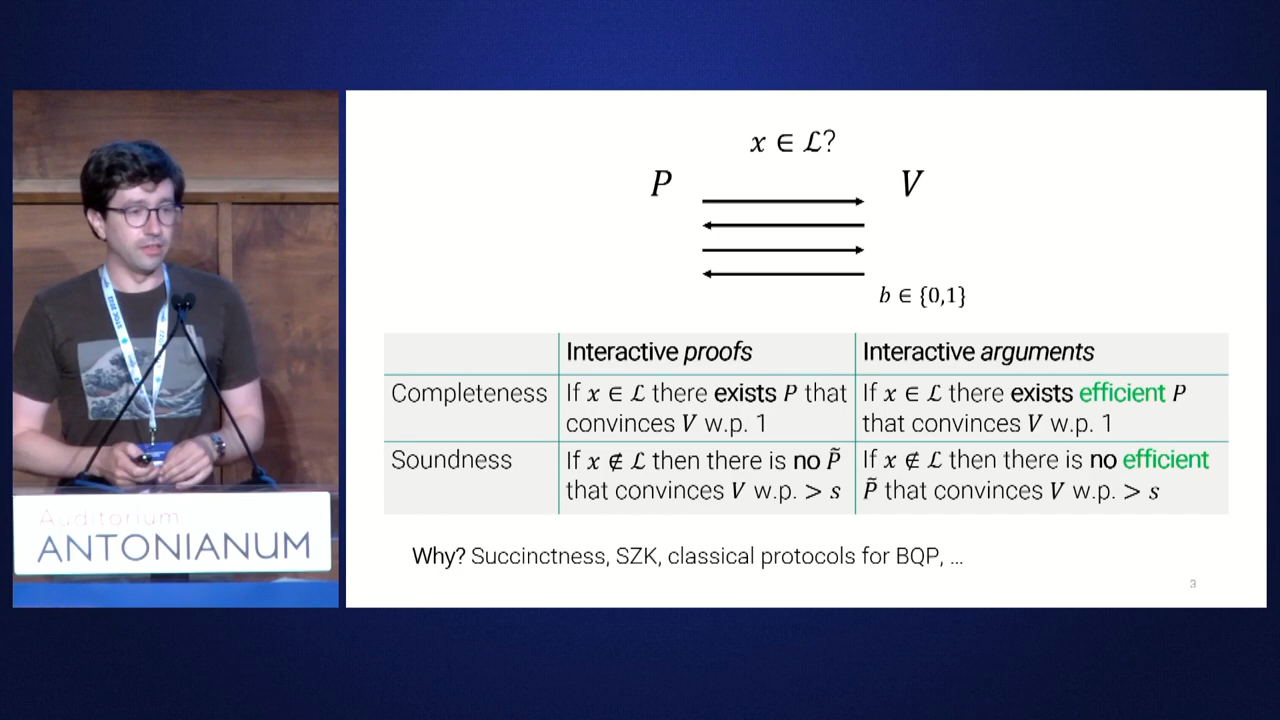 x ∈ ℒ?
P
V
b ∈ {0,1}
Interactive proofs
Interactive arguments
Completeness
If x ∈ ℒ there exists P that
convinces V w.p. 1
If x ∈ ℒ there exists efficient P
that convinces V w.p. 1
Soundness
If x ∉ ℒ then there is no P̃
that convinces V w.p. > s
If x ∉ ℒ then there is no efficient
P̃ that convinces V w.p. > s
Why? Succinctness, SZK, classical protocols for BQP, ...
3
Auditorium
ANTONIANUM